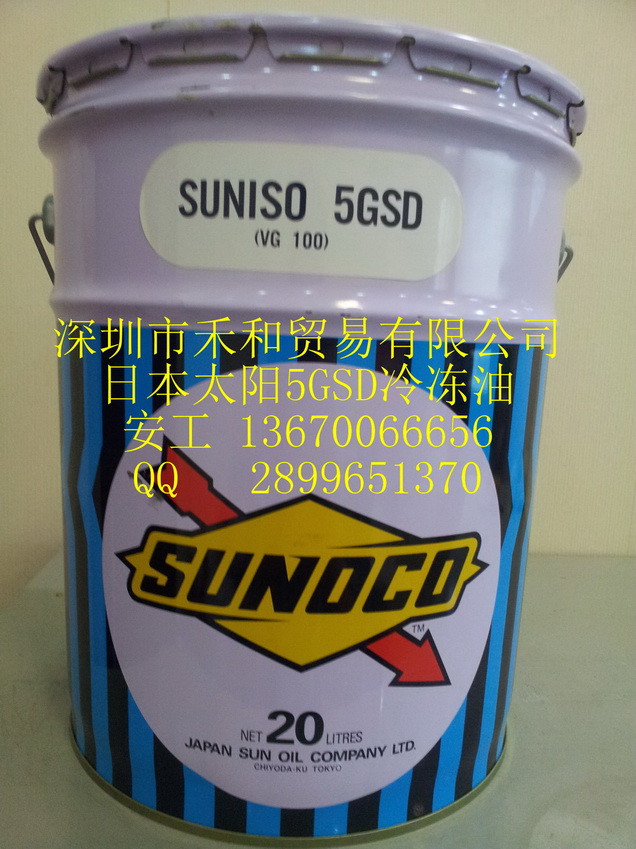 SUNISO 5GSD
(VG 100)
深圳市禾和贸易有限公司
日本太阳5GSD冷冻油
安工 13670066656
QQ 2899651370
SUNOCO
TM
NET 20 LITRES
JAPAN SUN OIL COMPANY LTD.
CHIYODA-KU TOKYO